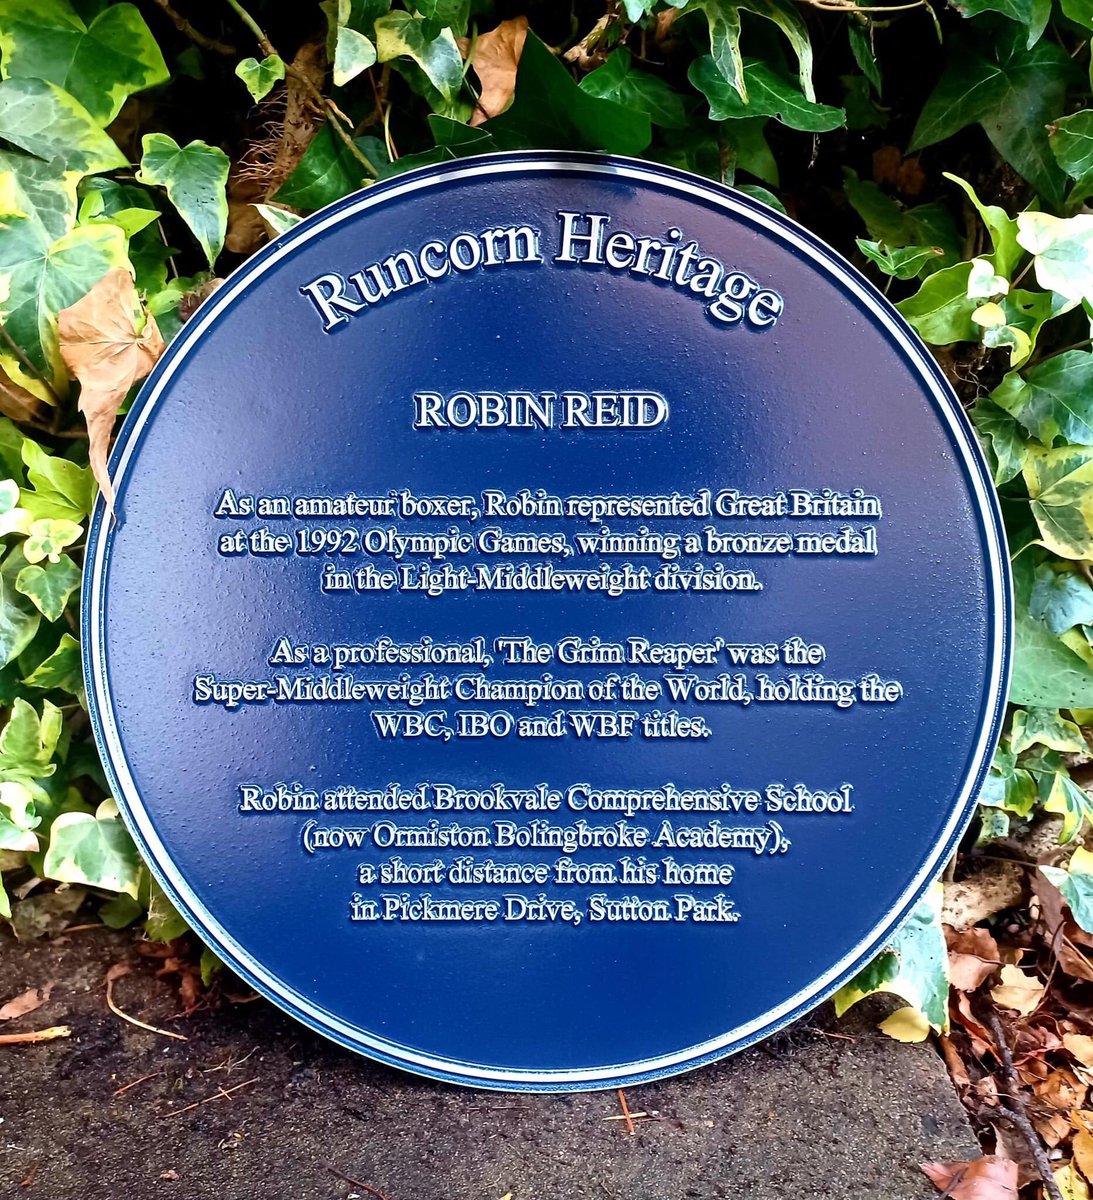 Runcorn Heritage
ROBIN REID
As an amateur boxer, Robin represented Great Britain
at the 1992 Olympic Games, winning a bronze medal
in the Light-Middleweight division.
As a professional, 'The Grim Reaper' was the
Super-Middleweight Champion of the World, holding the
WBC, IBO and WBF titles.
Robin attended Brookvale Comprehensive School
(now Ormiston Bolingbroke Academy),
a short distance from his home
in Pickmere Drive, Sutton Park.